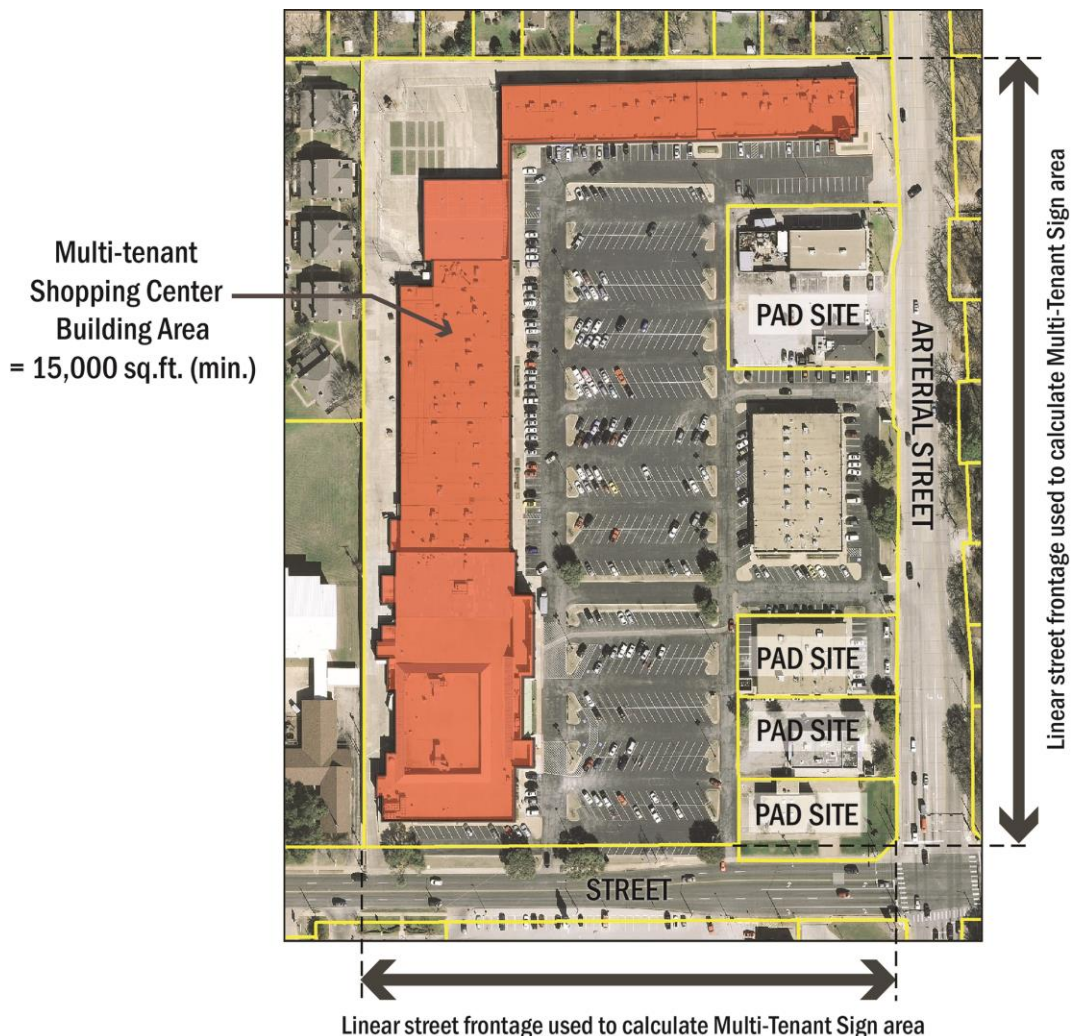 Multi-tenant
Shopping Center
Building Area
= 15,000 sq.ft. (min.)
PAD SITE
ARTERIAL STREET
PAD SITE
PAD SITE
PAD SITE
STREET
Linear street frontage used to calculate Multi-Tenant Sign area
Linear street frontage used to calculate Multi-Tenant Sign area